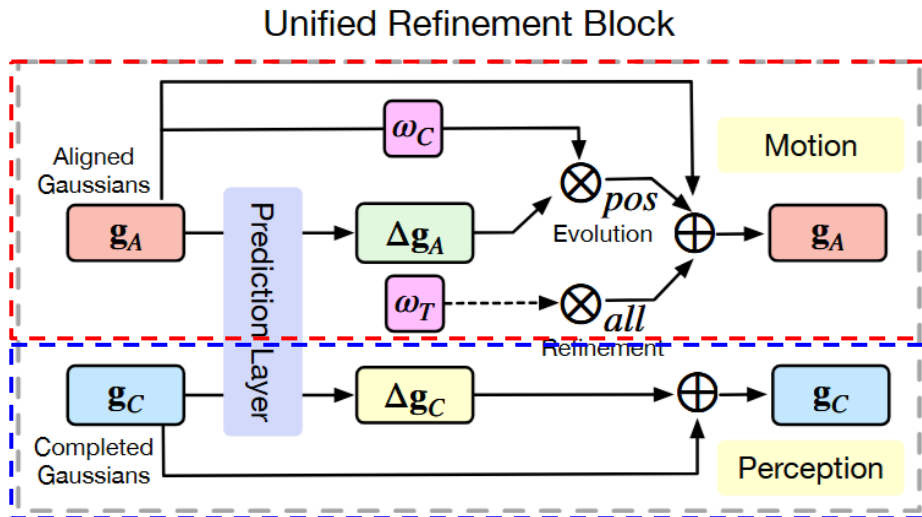 Unified Refinement Block
ω_C
Motion
Aligned
Gaussians
pos
Evolution
g_A
Prediction Layer
Δg_A
g_A
ω_T
all
Refinement
g_C
Δg_C
g_C
Completed
Gaussians
Perception